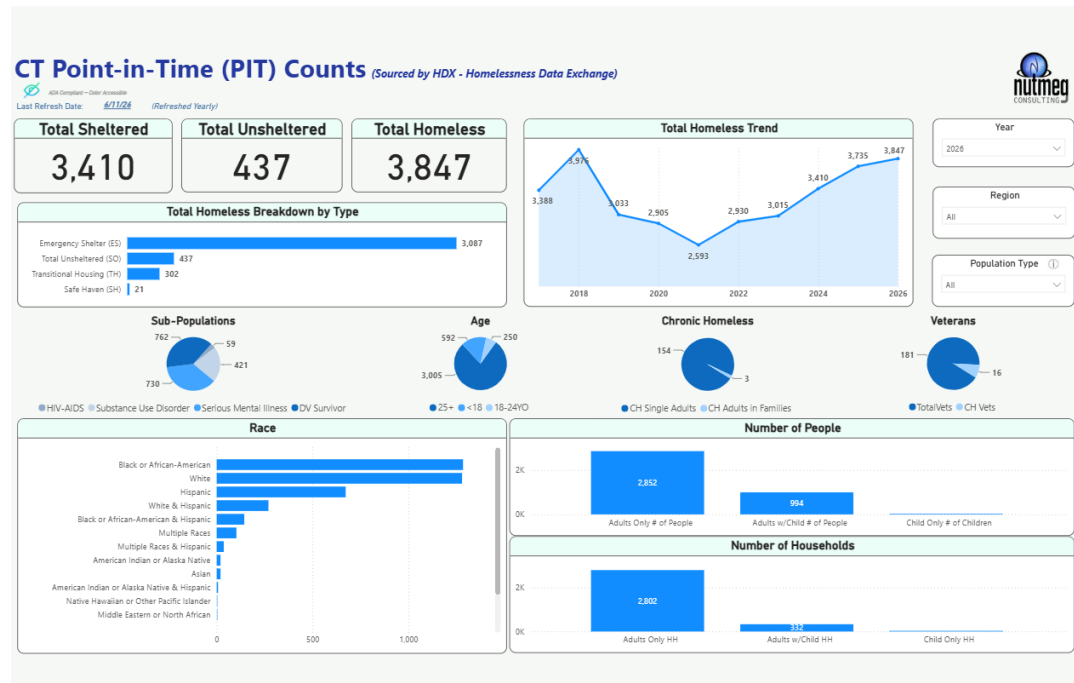 CT Point-in-Time (PIT) Counts (Sourced by HDX - Homelessness Data Exchange)
ADA Compliant – Color Accessible
Last Refresh Date: 6/11/26 (Refreshed Yearly)
nutmeg
CONSULTING
Total Sheltered
3,410
Total Unsheltered
437
Total Homeless
3,847
Total Homeless Trend
3,388
3,976
3,033
2,905
2,593
2,930
3,015
3,410
3,735
3,847
2018
2020
2022
2024
2026
Year
2026
Region
All
Population Type
All
Total Homeless Breakdown by Type
Emergency Shelter (ES) 3,087
Total Unsheltered (SO) 437
Transitional Housing (TH) 302
Safe Haven (SH) 21
Sub-Populations
762
59
421
730
HIV-AIDS Substance Use Disorder Serious Mental Illness DV Survivor
Age
592
250
3,005
25+ <18 18-24YO
Chronic Homeless
154
3
CH Single Adults CH Adults in Families
Veterans
181
16
TotalVets CH Vets
Race
Black or African-American
White
Hispanic
White & Hispanic
Black or African-American & Hispanic
Multiple Races
Multiple Races & Hispanic
American Indian or Alaska Native
Asian
American Indian or Alaska Native & Hispanic
Native Hawaiian or Other Pacific Islander
Middle Eastern or North African
0 500 1,000
Number of People
2K
0K
2,852
994
Adults Only # of People
Adults w/Child # of People
Child Only # of Children
Number of Households
2K
0K
2,802
332
Adults Only HH
Adults w/Child HH
Child Only HH